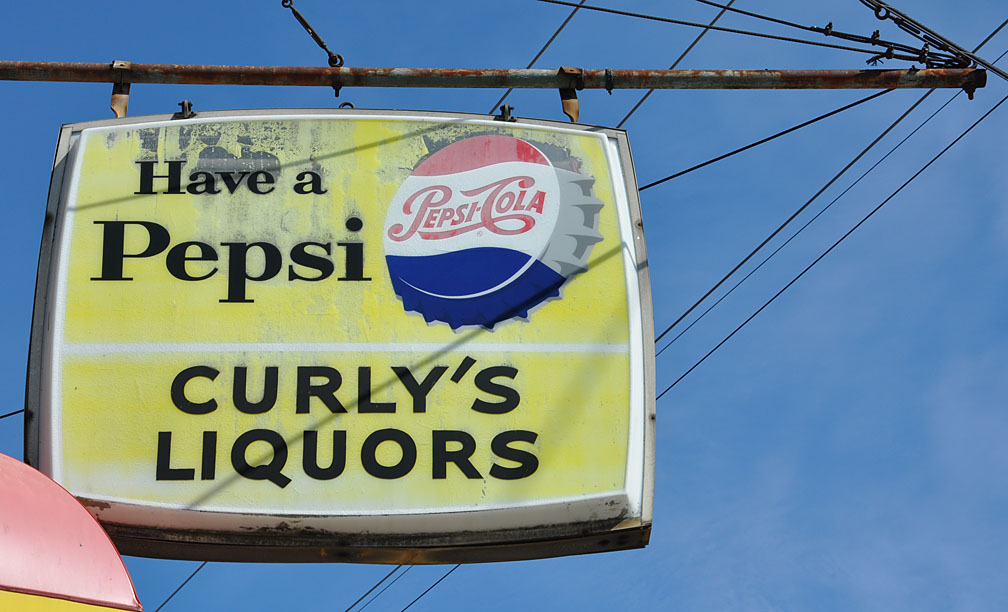 Have a
Pepsi
PEPSI-COLA
CURLY'S
LIQUORS